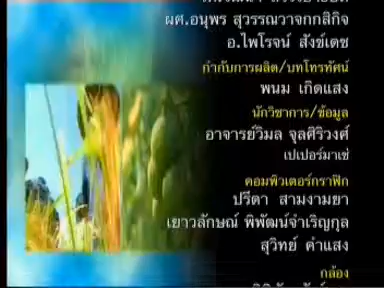 ผศ.อนุพร สุวรรณวาจกกสิกิจ
อ.ไพโรจน์ สังข์เดช
กำกับการผลิต/บทโทรทัศน์
พนม เกิดแสง
นักวิชาการ/ข้อมูล
อาจารย์วิมล จุลศิริวงศ์
เปเปอร์มาเช่
คอมพิวเตอร์กราฟิก
ปรีดา สามงามยา
เยาวลักษณ์ พิพัฒน์จำเริญกุล
สุวิทย์ คำแสง
กล้อง